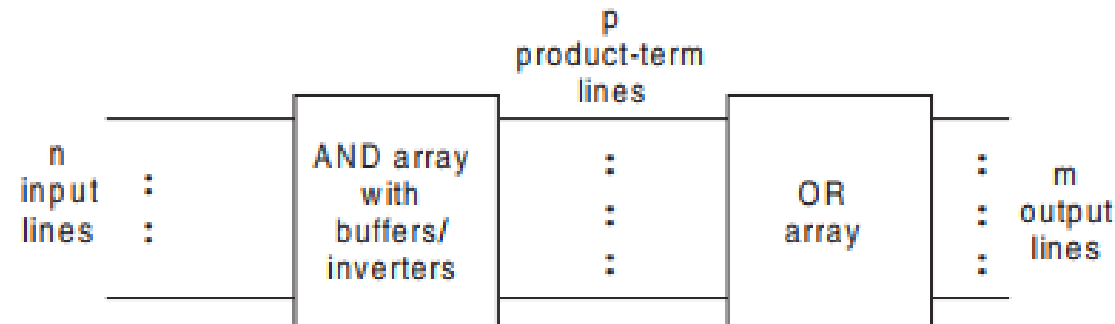 p
product-term
lines
n
input
lines
AND array
with
buffers/
inverters
OR
array
m
output
lines